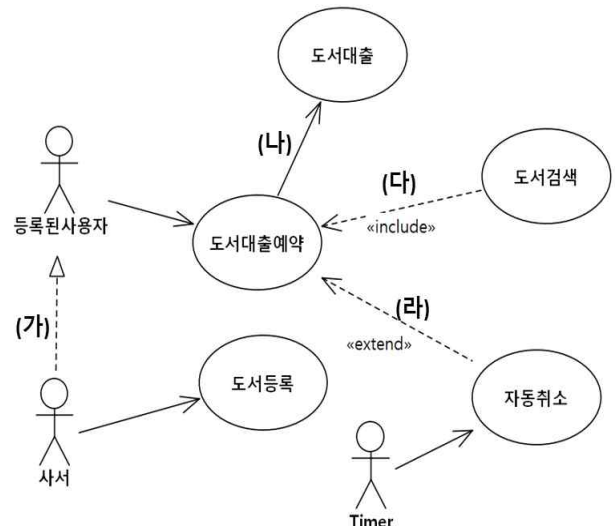 도서대출
(나)
(다)
도서검색
«include»
등록된사용자
도서대출예약
(가)
(라)
«extend»
도서등록
자동취소
사서
Timer